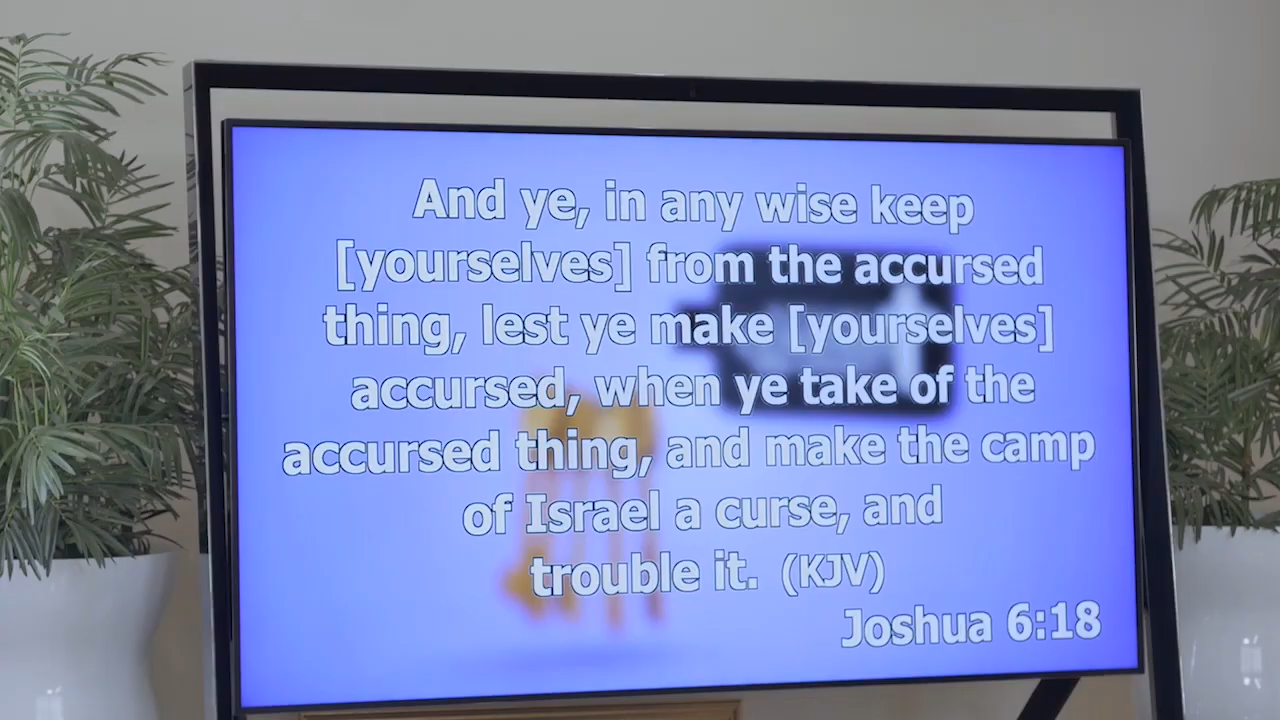 And ye, in any wise keep
[yourselves] from the accursed
thing, lest ye make [yourselves]
accursed, when ye take of the
accursed thing, and make the camp
of Israel a curse, and
trouble it. (KJV)
Joshua 6:18